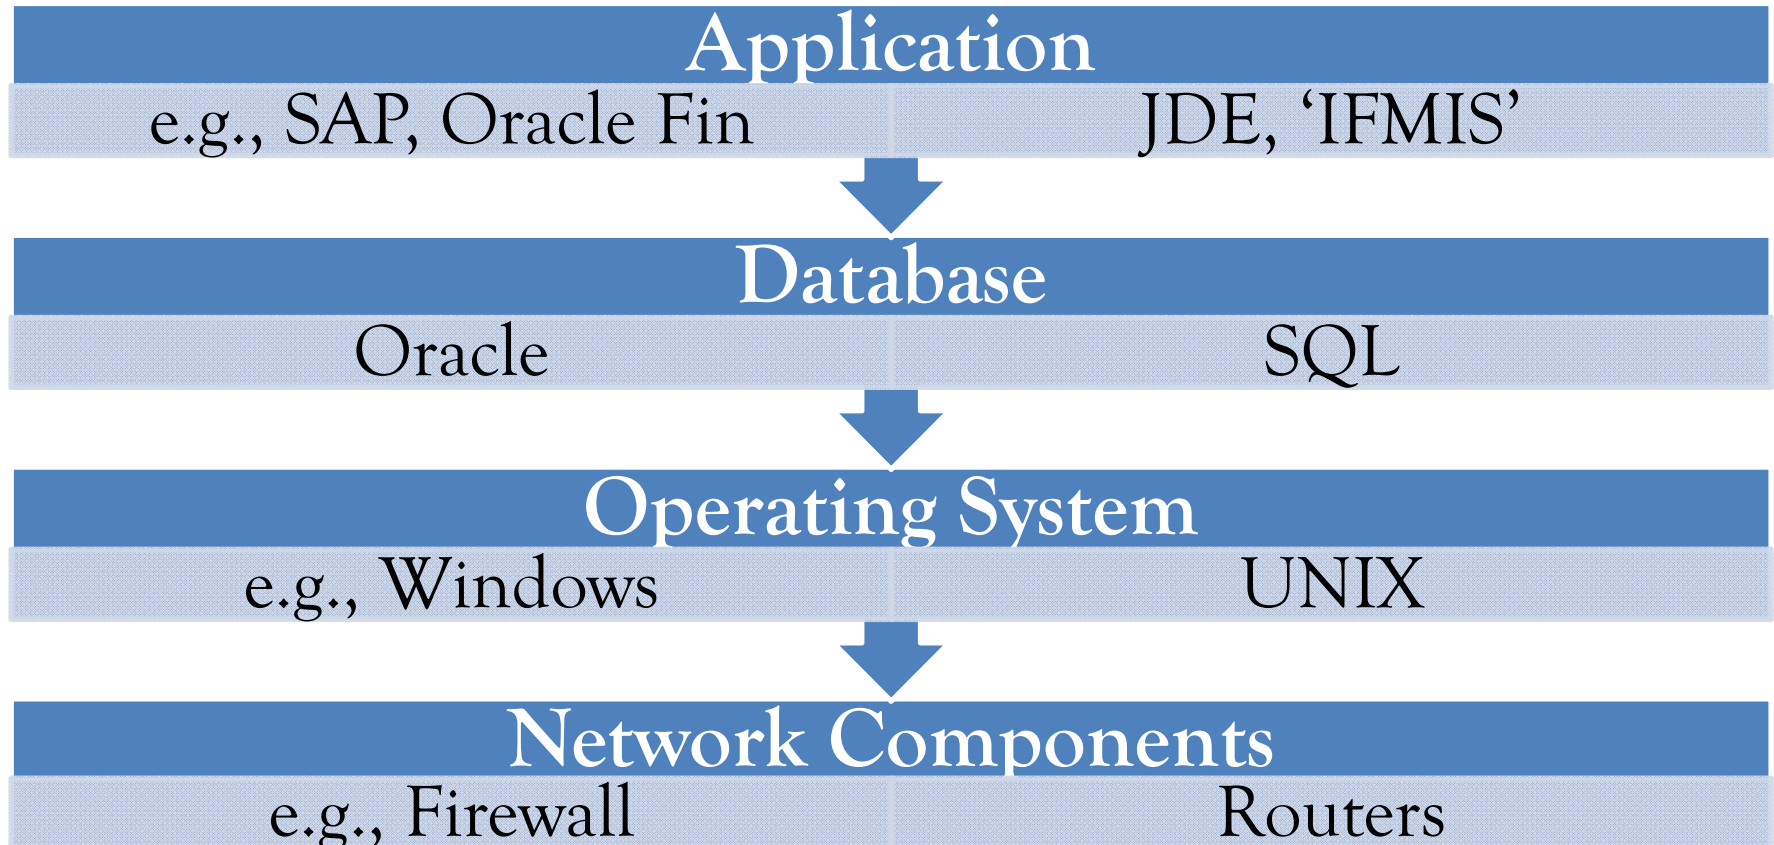 Application
e.g., SAP, Oracle Fin
JDE, ‘IFMIS’
Database
Oracle
SQL
Operating System
e.g., Windows
UNIX
Network Components
e.g., Firewall
Routers